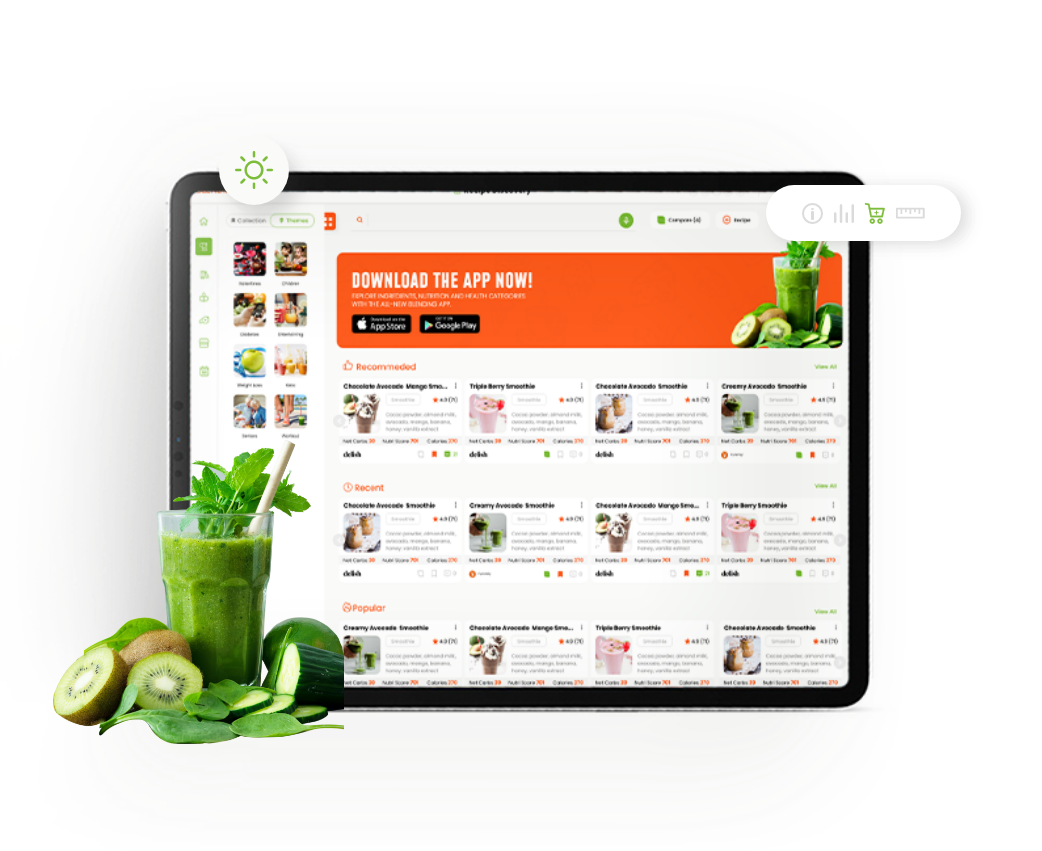 Recipe Discovery
Collection
Themes
Compare (4)
Recipe
Valentines
Children
Diabetes
Weight Loss
Kids
Seniors
Workout
DOWNLOAD THE APP NOW!
EXPLORE INGREDIENTS, NUTRITION AND HEALTH CATEGORIES
WITH THE ALL-NEW BLENDING APP.
Download on the
App Store
GET IT ON
Google Play
Recommeded
View All
Chocolate Avocado Mango Smo...
Smoothie
4.9 (71)
Cocoa powder, almond milk,
avocado, mango, banana,
honey, vanilla extract
Net Carbs 39 Nutri Score 701 Calories 270
delish
Triple Berry Smoothie
Smoothie
4.9 (71)
Cocoa powder, almond milk,
avocado, mango, banana,
honey, vanilla extract
Net Carbs 39 Nutri Score 701 Calories 270
delish
Chocolate Avocado Smoothie
Smoothie
4.9 (71)
Cocoa powder, almond milk,
avocado, mango, banana,
honey, vanilla extract
Net Carbs 39 Nutri Score 701 Calories 270
delish
Creamy Avocado Smoothie
Smoothie
4.9 (71)
Cocoa powder, almond milk,
avocado, mango, banana,
honey, vanilla extract
Net Carbs 39 Nutri Score 701 Calories 270
Recent
View All
Chocolate Avocado Smoothie
Smoothie
4.9 (71)
Cocoa powder, almond milk,
avocado, mango, banana,
honey, vanilla extract
Net Carbs 39 Nutri Score 701 Calories 270
delish
Creamy Avocado Smoothie
Smoothie
4.9 (71)
Cocoa powder, almond milk,
avocado, mango, banana,
honey, vanilla extract
Net Carbs 39 Nutri Score 701 Calories 270
Chocolate Avocado Mango Smo...
Smoothie
4.9 (71)
Cocoa powder, almond milk,
avocado, mango, banana,
honey, vanilla extract
Net Carbs 39 Nutri Score 701 Calories 270
delish
Triple Berry Smoothie
Smoothie
4.9 (71)
Cocoa powder, almond milk,
avocado, mango, banana,
honey, vanilla extract
Net Carbs 39 Nutri Score 701 Calories 270
delish
Popular
View All
Creamy Avocado Smoothie
Smoothie
4.9 (71)
Cocoa powder, almond milk,
avocado, mango, banana,
honey, vanilla extract
Net Carbs 39 Nutri Score 701 Calories 270
Chocolate Avocado Mango Smo...
Smoothie
4.9 (71)
Cocoa powder, almond milk,
avocado, mango, banana,
honey, vanilla extract
Net Carbs 39 Nutri Score 701 Calories 270
Triple Berry Smoothie
Smoothie
4.9 (71)
Cocoa powder, almond milk,
avocado, mango, banana,
honey, vanilla extract
Net Carbs 39 Nutri Score 701 Calories 270
Chocolate Avocado Smoothie
Smoothie
4.9 (71)
Cocoa powder, almond milk,
avocado, mango, banana,
honey, vanilla extract
Net Carbs 39 Nutri Score 701 Calories 270